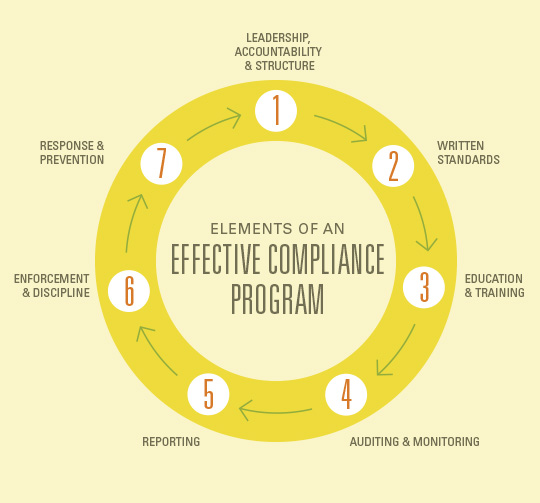 LEADERSHIP,
ACCOUNTABILITY
& STRUCTURE
1
2
WRITTEN
STANDARDS
3
EDUCATION
& TRAINING
4
AUDITING & MONITORING
5
REPORTING
6
ENFORCEMENT
& DISCIPLINE
7
RESPONSE &
PREVENTION
ELEMENTS OF AN
EFFECTIVE COMPLIANCE
PROGRAM